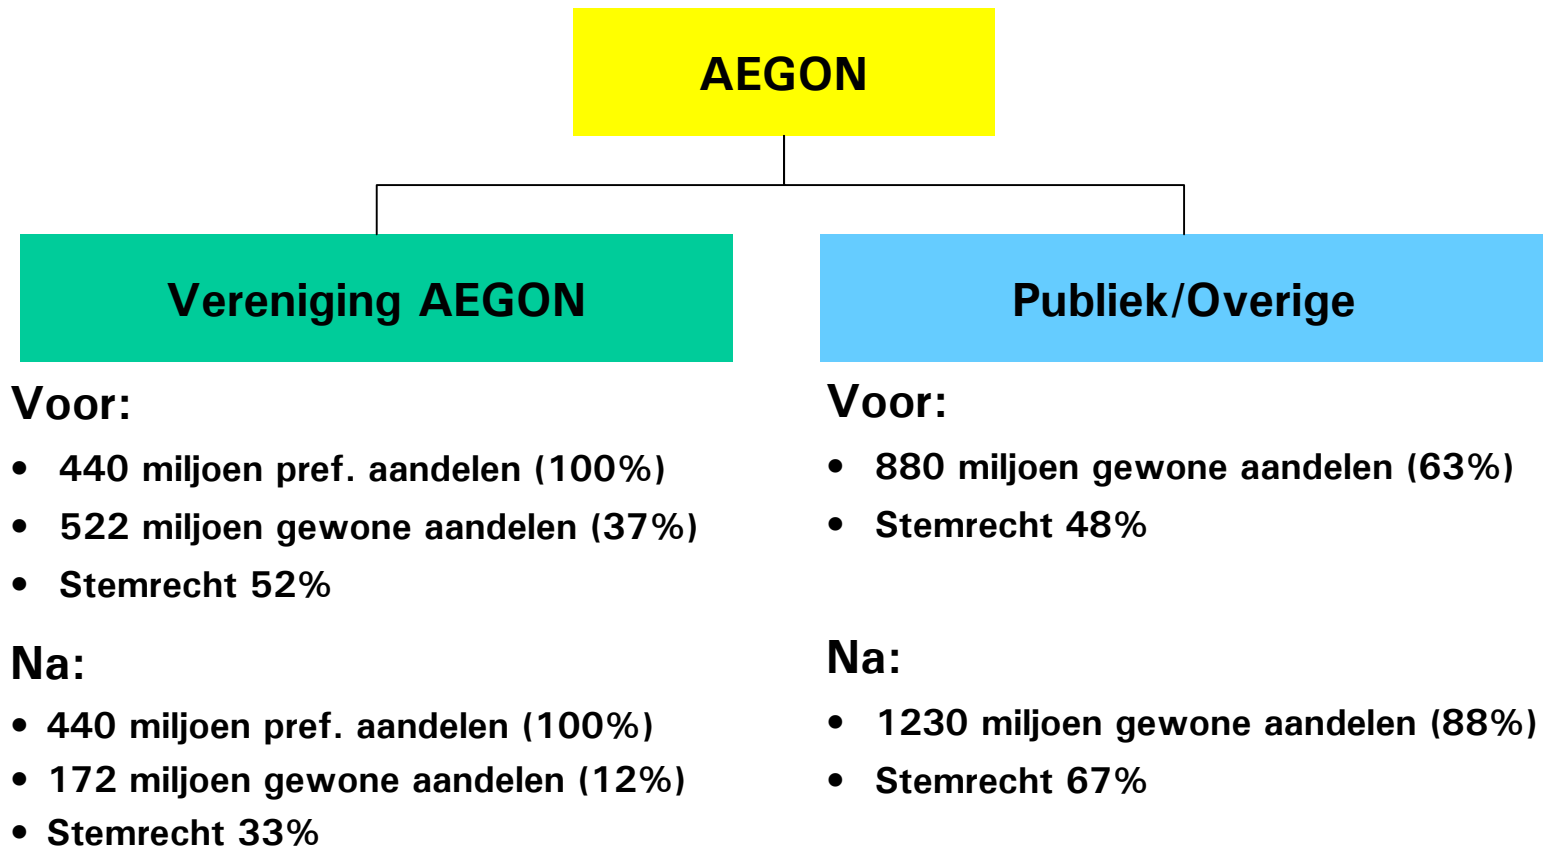 AEGON
Vereniging AEGON
Voor:
• 440 miljoen pref. aandelen (100%)
• 522 miljoen gewone aandelen (37%)
• Stemrecht 52%
Na:
• 440 miljoen pref. aandelen (100%)
• 172 miljoen gewone aandelen (12%)
• Stemrecht 33%
Publiek/Overige
Voor:
• 880 miljoen gewone aandelen (63%)
• Stemrecht 48%
Na:
• 1230 miljoen gewone aandelen (88%)
• Stemrecht 67%